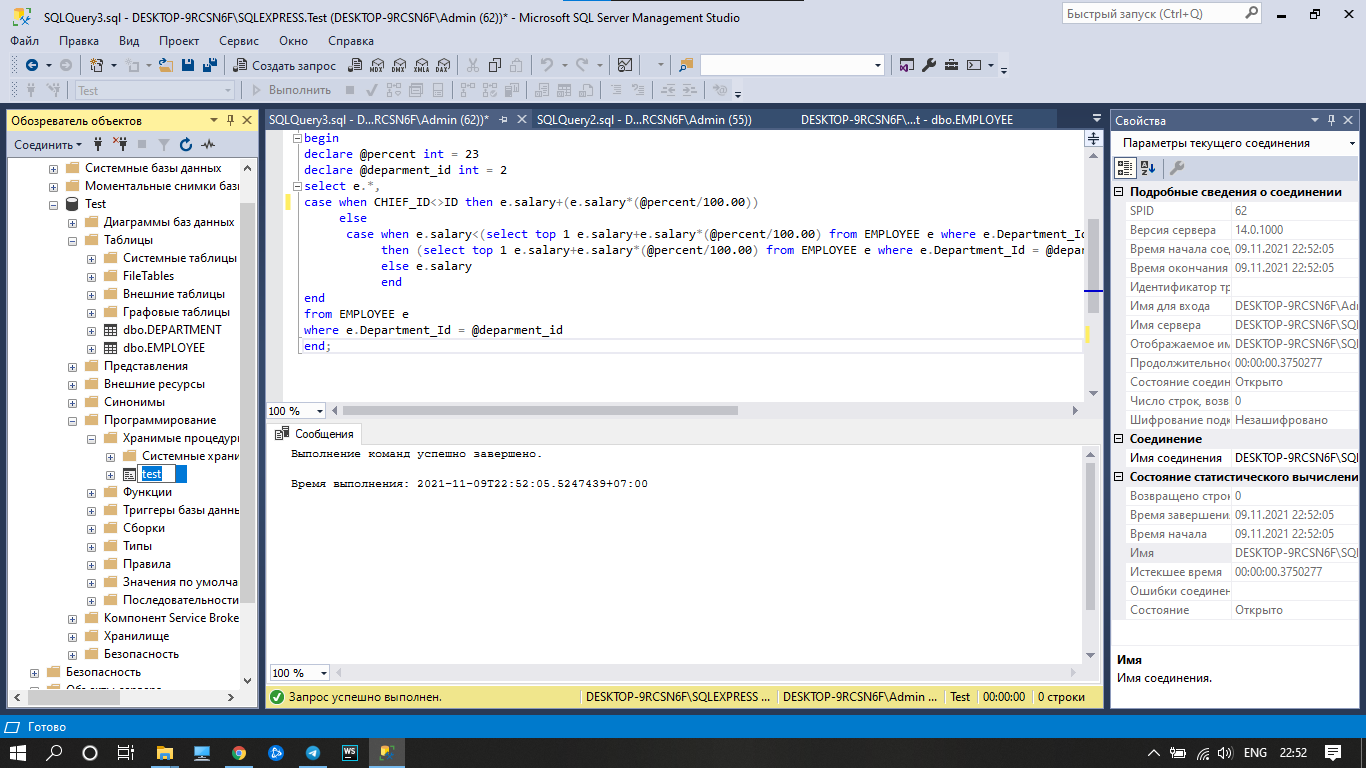 SQLQuery3.sql - DESKTOP-9RCSN6F\SQLEXPRESS.Test (DESKTOP-9RCSN6F\Admin (62))* - Microsoft SQL Server Management Studio
Быстрый запуск (Ctrl+Q)
Файл Правка Вид Проект Сервис Окно Справка
Создать запрос MDX DMX XMLA DAX
Test Выполнить
Обозреватель объектов
Соединить
Системные базы данных
Моментальные снимки баз
Test
Диаграммы баз данных
Таблицы
Системные таблицы
FileTables
Внешние таблицы
Графовые таблицы
dbo.DEPARTMENT
dbo.EMPLOYEE
Представления
Внешние ресурсы
Синонимы
Программирование
Хранимые процедуры
Системные храни
test
Функции
Триггеры базы данны
Сборки
Типы
Правила
Значения по умолча
Последовательности
Компонент Service Broke
Хранилище
Безопасность
Безопасность
SQLQuery3.sql - D...RCSN6F\Admin (62))* SQLQuery2.sql - D...RCSN6F\Admin (55)) DESKTOP-9RCSN6F\...t - dbo.EMPLOYEE
begin
declare @percent int = 23
declare @deparment_id int = 2
select e.*,
case when CHIEF_ID<>ID then e.salary+(e.salary*(@percent/100.00))
else
case when e.salary<(select top 1 e.salary+e.salary*(@percent/100.00) from EMPLOYEE e where e.Department_Id
then (select top 1 e.salary+e.salary*(@percent/100.00) from EMPLOYEE e where e.Department_Id = @depar
else e.salary
end
end
from EMPLOYEE e
where e.Department_Id = @deparment_id
end;
100 %
Сообщения
Выполнение команд успешно завершено.
Время выполнения: 2021-11-09T22:52:05.5247439+07:00
100 %
Запрос успешно выполнен. DESKTOP-9RCSN6F\SQLEXPRESS ... DESKTOP-9RCSN6F\Admin ... Test 00:00:00 0 строки
Свойства
Параметры текущего соединения
Подробные сведения о соединении
SPID 62
Версия сервера 14.0.1000
Время начала сое 09.11.2021 22:52:05
Время окончания 09.11.2021 22:52:05
Идентификатор тр
Имя для входа DESKTOP-9RCSN6F\Adi
Имя сервера DESKTOP-9RCSN6F\SQI
Отображаемое им DESKTOP-9RCSN6F\SQI
Продолжительно 00:00:00.3750277
Состояние соедин Открыто
Число строк, возв 0
Шифрование подк Незашифровано
Соединение
Имя соединения DESKTOP-9RCSN6F\SQI
Состояние статистического вычислени
Возвращено строк 0
Время завершени 09.11.2021 22:52:05
Время начала 09.11.2021 22:52:05
Имя DESKTOP-9RCSN6F\SQI
Истекшее время 00:00:00.3750277
Ошибки соединен
Состояние Открыто
Имя
Имя соединения.
Готово
WS
ENG 22:52